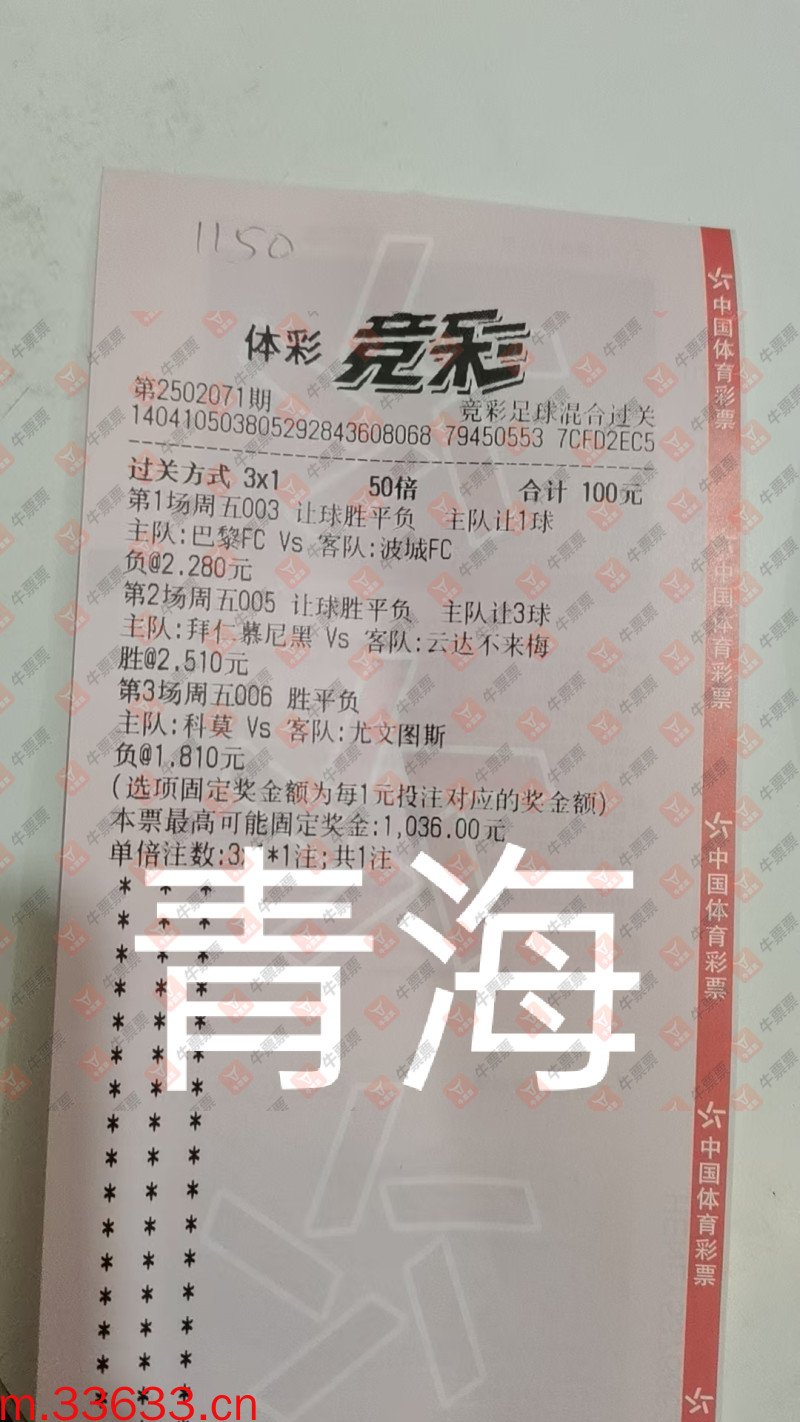 1150
体彩 竞彩
第2502071期
竞彩足球混合过关
140410503805292843608068 79450553 7CFD2EC5
过关方式 3x1 50倍 合计 100元
第1场周五003 让球胜平负 主队让1球
主队:巴黎FC Vs 客队:波城FC
负@2.280元
第2场周五005 让球胜平负 主队让3球
主队:拜仁慕尼黑 Vs 客队:云达不来梅
胜@2.510元
第3场周五006 胜平负
主队:科莫 Vs 客队:尤文图斯
负@1.810元
(选项固定奖金额为每1元投注对应的奖金额)
本票最高可能固定奖金:1,036.00元
单倍注数:3x1*1注;共1注
青海
中国体育彩票
中国体育彩票
中国体育彩票
中国体育彩票
牛票票
m.33633.cn